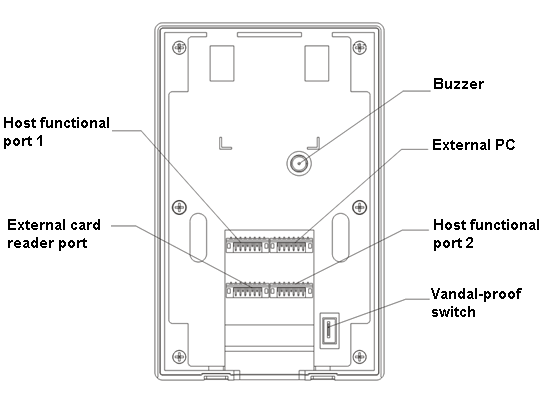 Buzzer
Host functional
port 1
External PC
External card
reader port
Host functional
port 2
Vandal-proof
switch